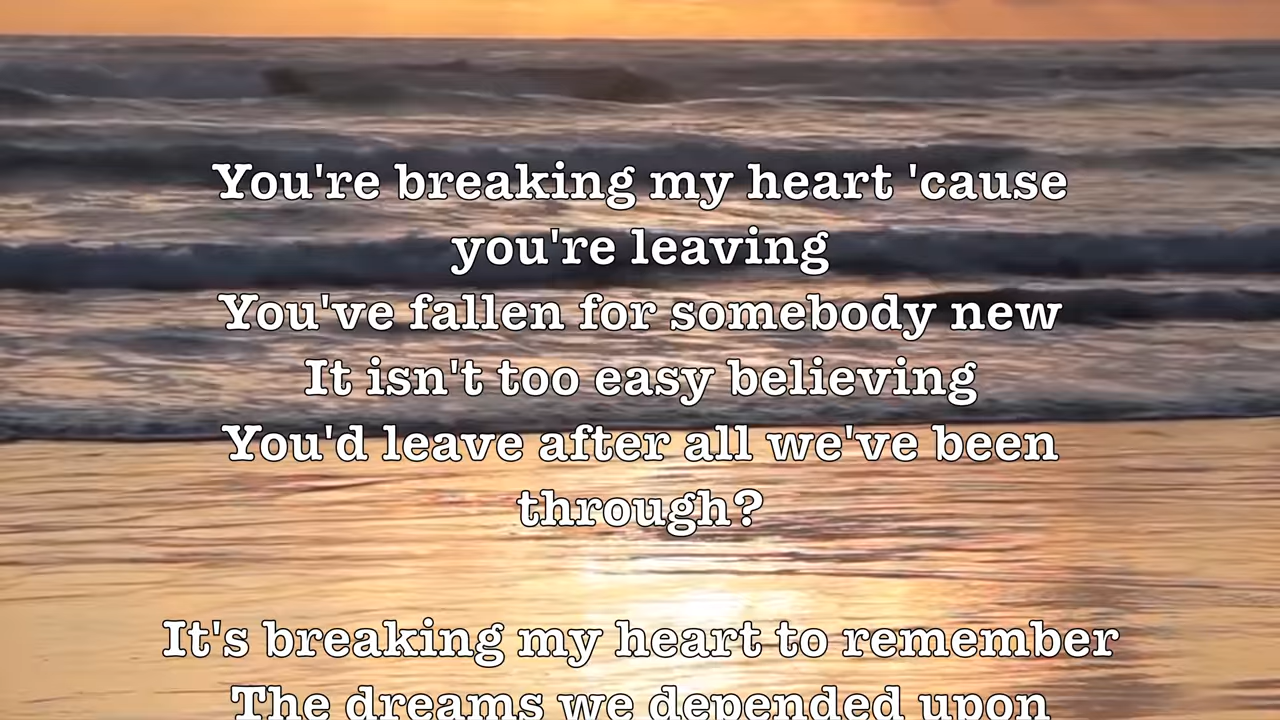 You're breaking my heart 'cause
you're leaving
You've fallen for somebody new
It isn't too easy believing
You'd leave after all we've been
through?
It's breaking my heart to remember
The dreams we depended upon